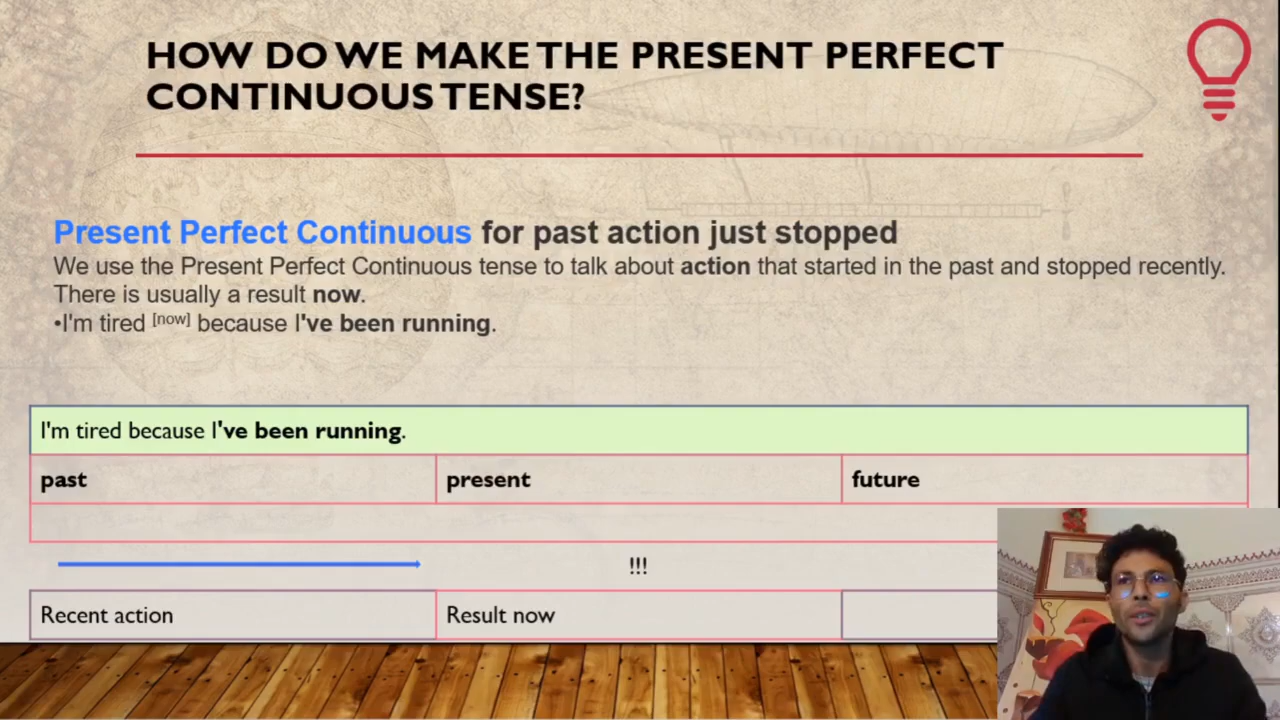 HOW DO WE MAKE THE PRESENT PERFECT
CONTINUOUS TENSE?
Present Perfect Continuous for past action just stopped
We use the Present Perfect Continuous tense to talk about action that started in the past and stopped recently.
There is usually a result now.
•I'm tired [now] because I've been running.
I'm tired because I've been running.
past present future
!!!
Recent action Result now